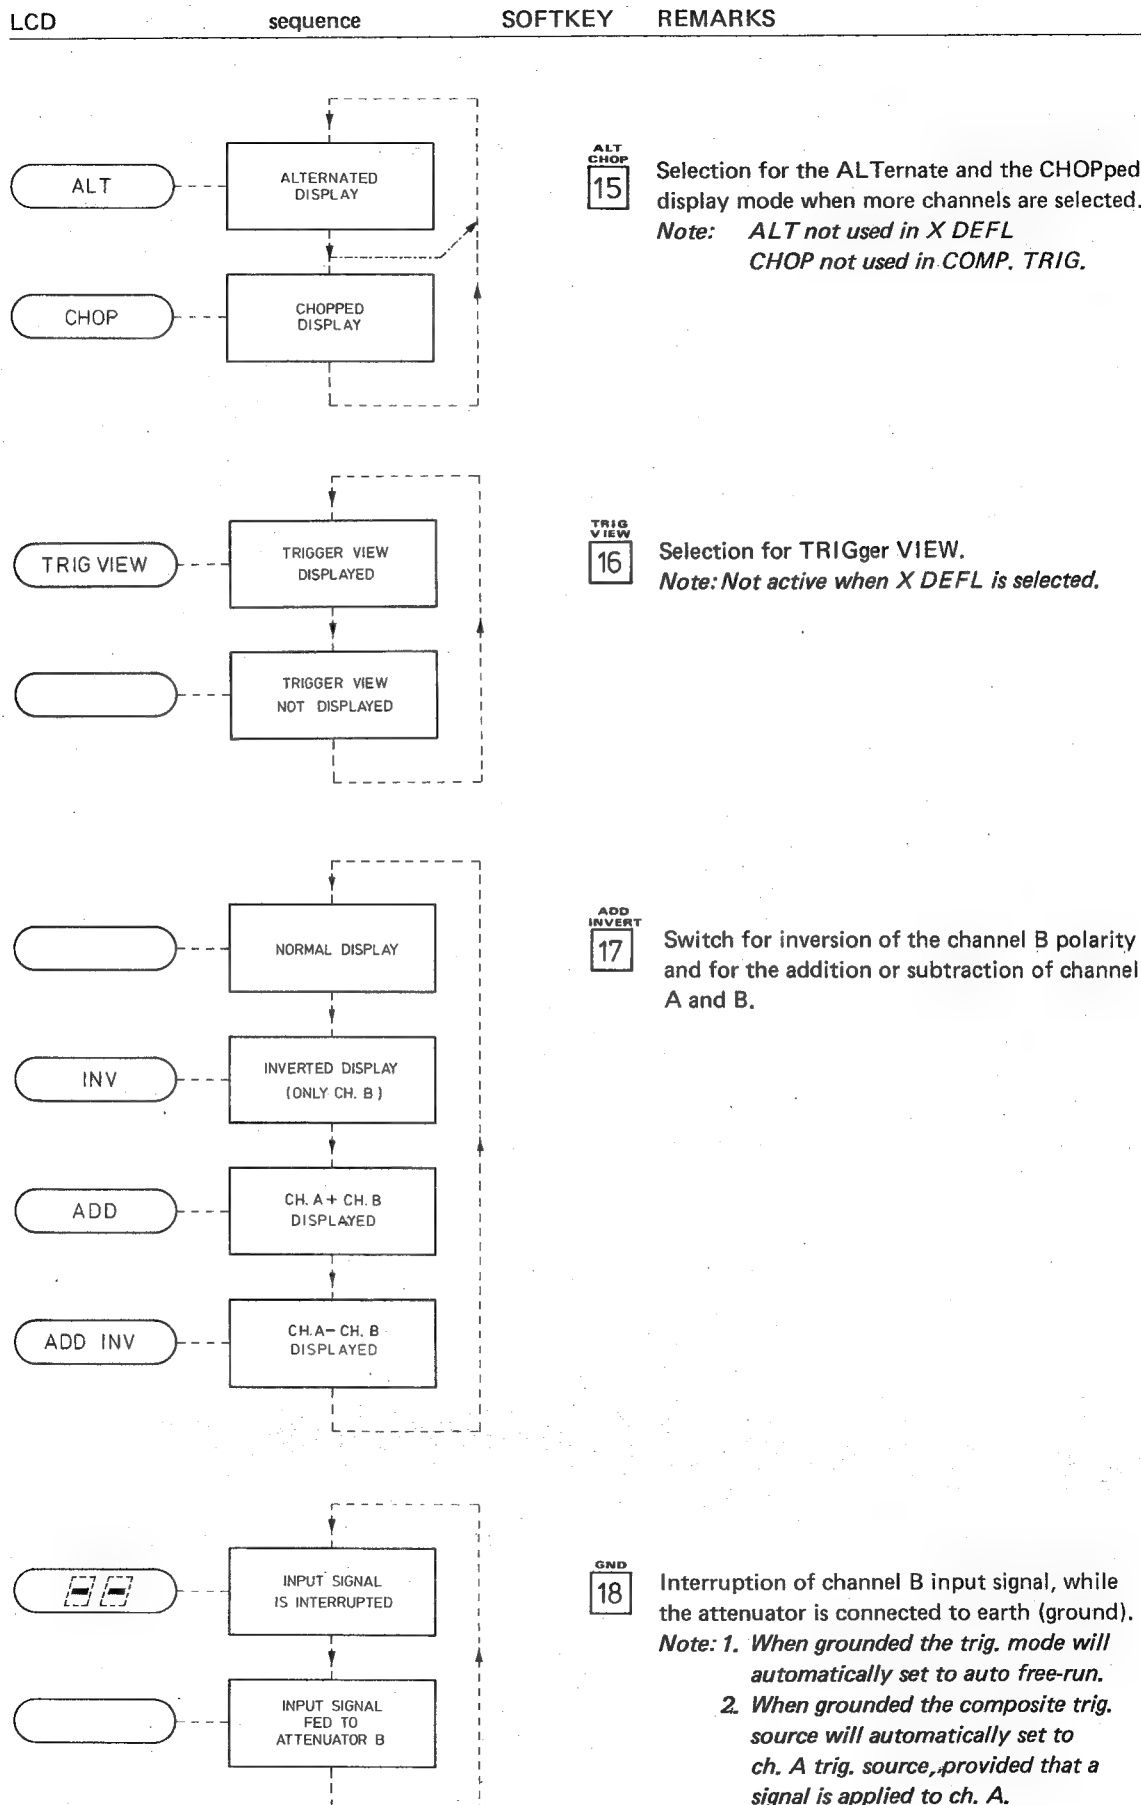 LCD sequence SOFTKEY REMARKS
ALT
ALTERNATED
DISPLAY
ALT
CHOP
15
Selection for the ALTernate and the CHOPped
display mode when more channels are selected.
Note: ALT not used in X DEFL
CHOP not used in COMP. TRIG.
CHOP
CHOPPED
DISPLAY
TRIG VIEW
TRIGGER VIEW
DISPLAYED
TRIG
VIEW
16
Selection for TRIGger VIEW.
Note: Not active when X DEFL is selected.
TRIGGER VIEW
NOT DISPLAYED
NORMAL DISPLAY
ADD
INVERT
17
Switch for inversion of the channel B polarity
and for the addition or subtraction of channel
A and B.
INV
INVERTED DISPLAY
(ONLY CH. B)
ADD
CH. A + CH. B
DISPLAYED
ADD INV
CH. A - CH. B
DISPLAYED
INPUT SIGNAL
IS INTERRUPTED
GND
18
Interruption of channel B input signal, while
the attenuator is connected to earth (ground).
Note: 1. When grounded the trig. mode will
automatically set to auto free-run.
2. When grounded the composite trig.
source will automatically set to
ch. A trig. source, provided that a
signal is applied to ch. A.
INPUT SIGNAL
FED TO
ATTENUATOR B